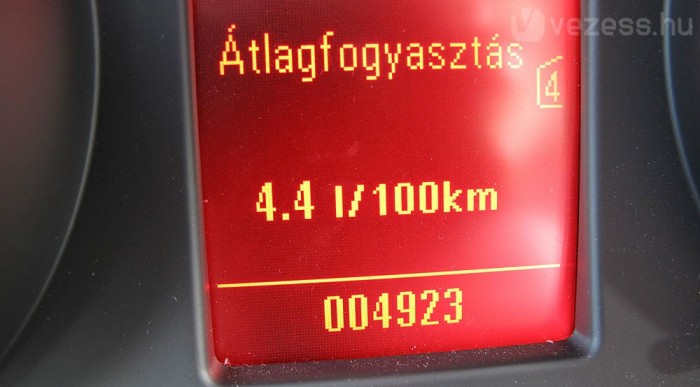 vezess.hu
Átlagfogyasztás
4
4.4 l/100km
004923